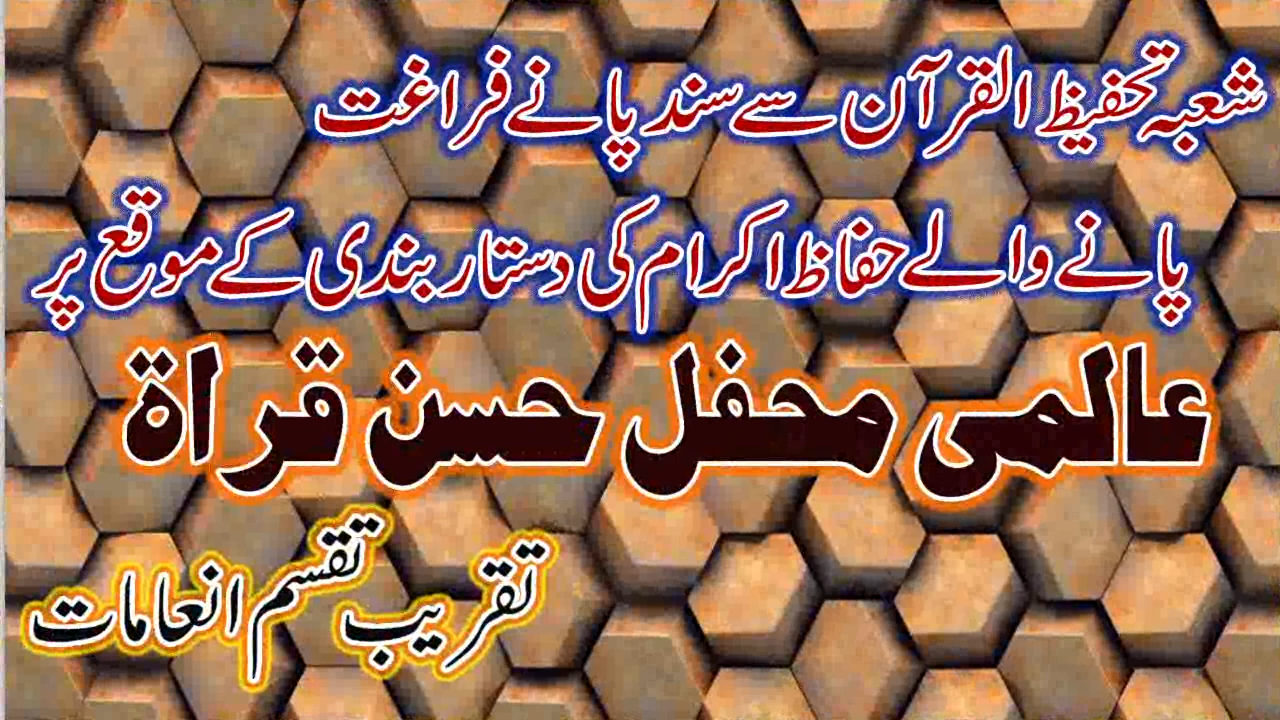 شعبہ تحفیظ القرآن سے سند پانے فراغت
پانے والے حفاظ اکرام کی دستار بندی کے موقع پر
عالمی محفل حسن قراۃ
تقریب تقسم انعامات